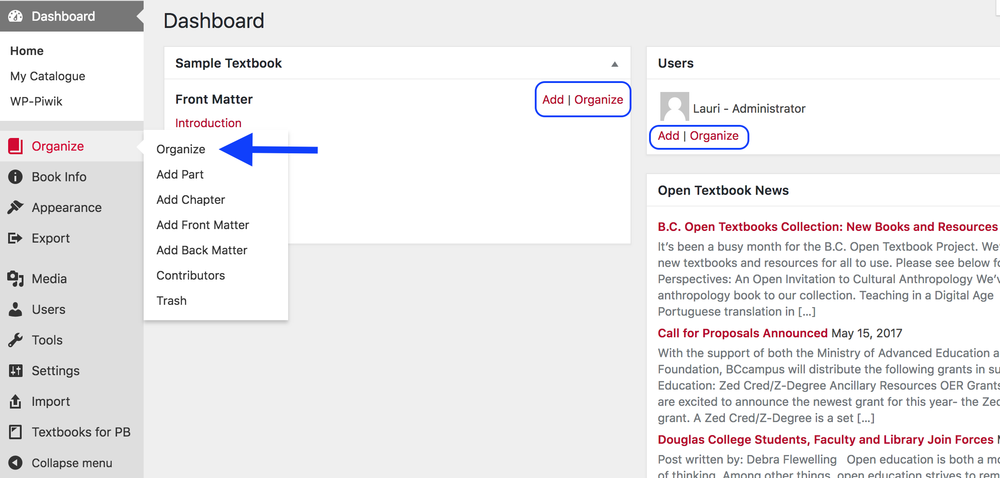 Dashboard
Home
My Catalogue
WP-Piwik
Organize
Book Info
Appearance
Export
Media
Users
Tools
Settings
Import
Textbooks for PB
Collapse menu
Organize
Add Part
Add Chapter
Add Front Matter
Add Back Matter
Contributors
Trash
Dashboard
Sample Textbook
Front Matter
Add | Organize
Introduction
Users
Lauri - Administrator
Add | Organize
Open Textbook News
B.C. Open Textbooks Collection: New Books and Resources
It’s been a busy month for the B.C. Open Textbook Project. We’
new textbooks and resources for all to use. Please see below fo
Perspectives: An Open Invitation to Cultural Anthropology We’v
anthropology book to our collection. Teaching in a Digital Age
Portuguese translation in […]
Call for Proposals Announced May 15, 2017
With the support of both the Ministry of Advanced Education a
Foundation, BCcampus will distribute the following grants in su
Education: Zed Cred/Z-Degree Ancillary Resources OER Grants
are excited to announce the newest grant for this year- the Zed
grant. A Zed Cred/Z-Degree is a set […]
Douglas College Students, Faculty and Library Join Forces
Post written by: Debra Flewelling Open education is both a mo
of thinking. Among other things, open education strives to rem